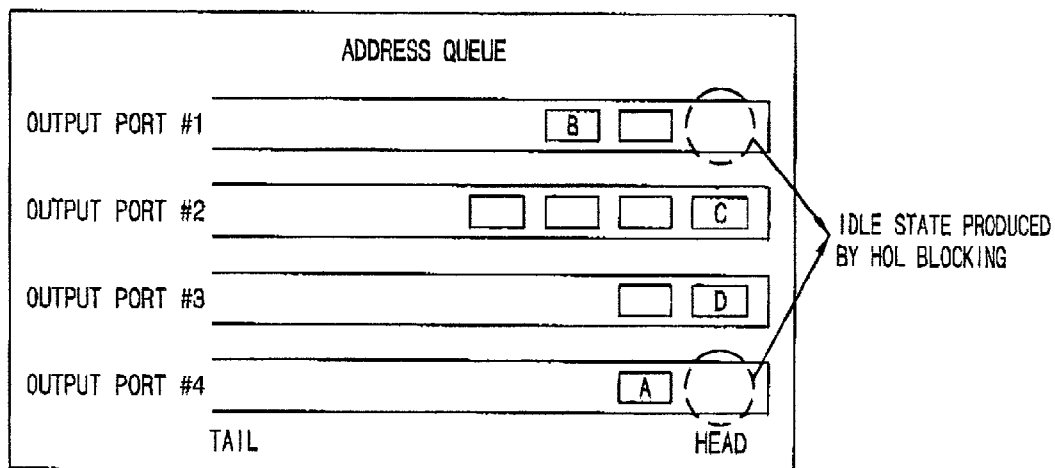 ADDRESS QUEUE
OUTPUT PORT #1
B
OUTPUT PORT #2
C
IDLE STATE PRODUCED
BY HOL BLOCKING
OUTPUT PORT #3
D
OUTPUT PORT #4
A
TAIL
HEAD